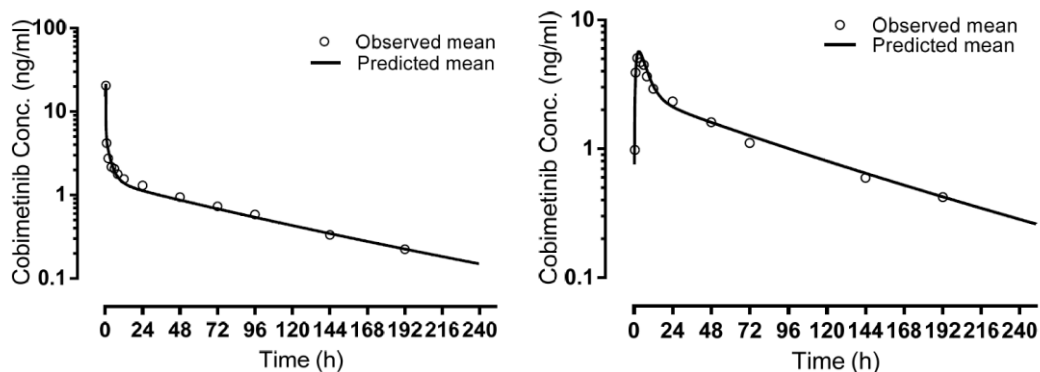 Cobimetinib Conc. (ng/ml)
100
10
1
0.1
Observed mean
Predicted mean
0 24 48 72 96 120 144 168 192 216 240
Time (h)
Cobimetinib Conc. (ng/ml)
10
1
0.1
Observed mean
Predicted mean
0 24 48 72 96 120 144 168 192 216 240
Time (h)